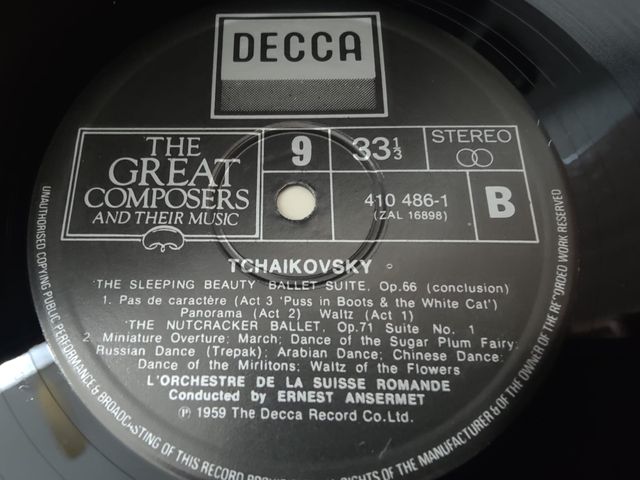 DECCA
THE
GREAT
COMPOSERS
AND THEIR MUSIC
9
33⅓
STEREO
410 486-1
(ZAL 16898)
B
TCHAIKOVSKY
THE SLEEPING BEAUTY BALLET SUITE, Op.66 (conclusion)
1. Pas de caractère (Act 3 'Puss in Boots & the White Cat')
Panorama (Act 2) Waltz (Act 1)
THE NUTCRACKER BALLET, Op.71 Suite No. 1
2. Miniature Overture; March; Dance of the Sugar Plum Fairy;
Russian Dance (Trepak); Arabian Dance; Chinese Dance;
Dance of the Mirlitons; Waltz of the Flowers
L'ORCHESTRE DE LA SUISSE ROMANDE
Conducted by ERNEST ANSERMET
℗ 1959 The Decca Record Co.Ltd.
UNAUTHORISED COPYING PUBLIC PERFORMANCE & BROADCASTING OF THIS RECORD
RIGHTS OF THE MANUFACTURER & OF THE OWNER OF THE RECORDED WORK RESERVED